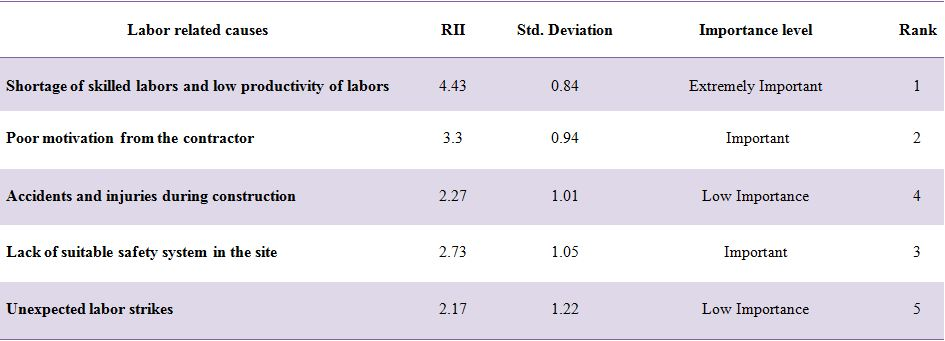 Labor related causes RII Std. Deviation Importance level Rank
Shortage of skilled labors and low productivity of labors 4.43 0.84 Extremely Important 1
Poor motivation from the contractor 3.3 0.94 Important 2
Accidents and injuries during construction 2.27 1.01 Low Importance 4
Lack of suitable safety system in the site 2.73 1.05 Important 3
Unexpected labor strikes 2.17 1.22 Low Importance 5